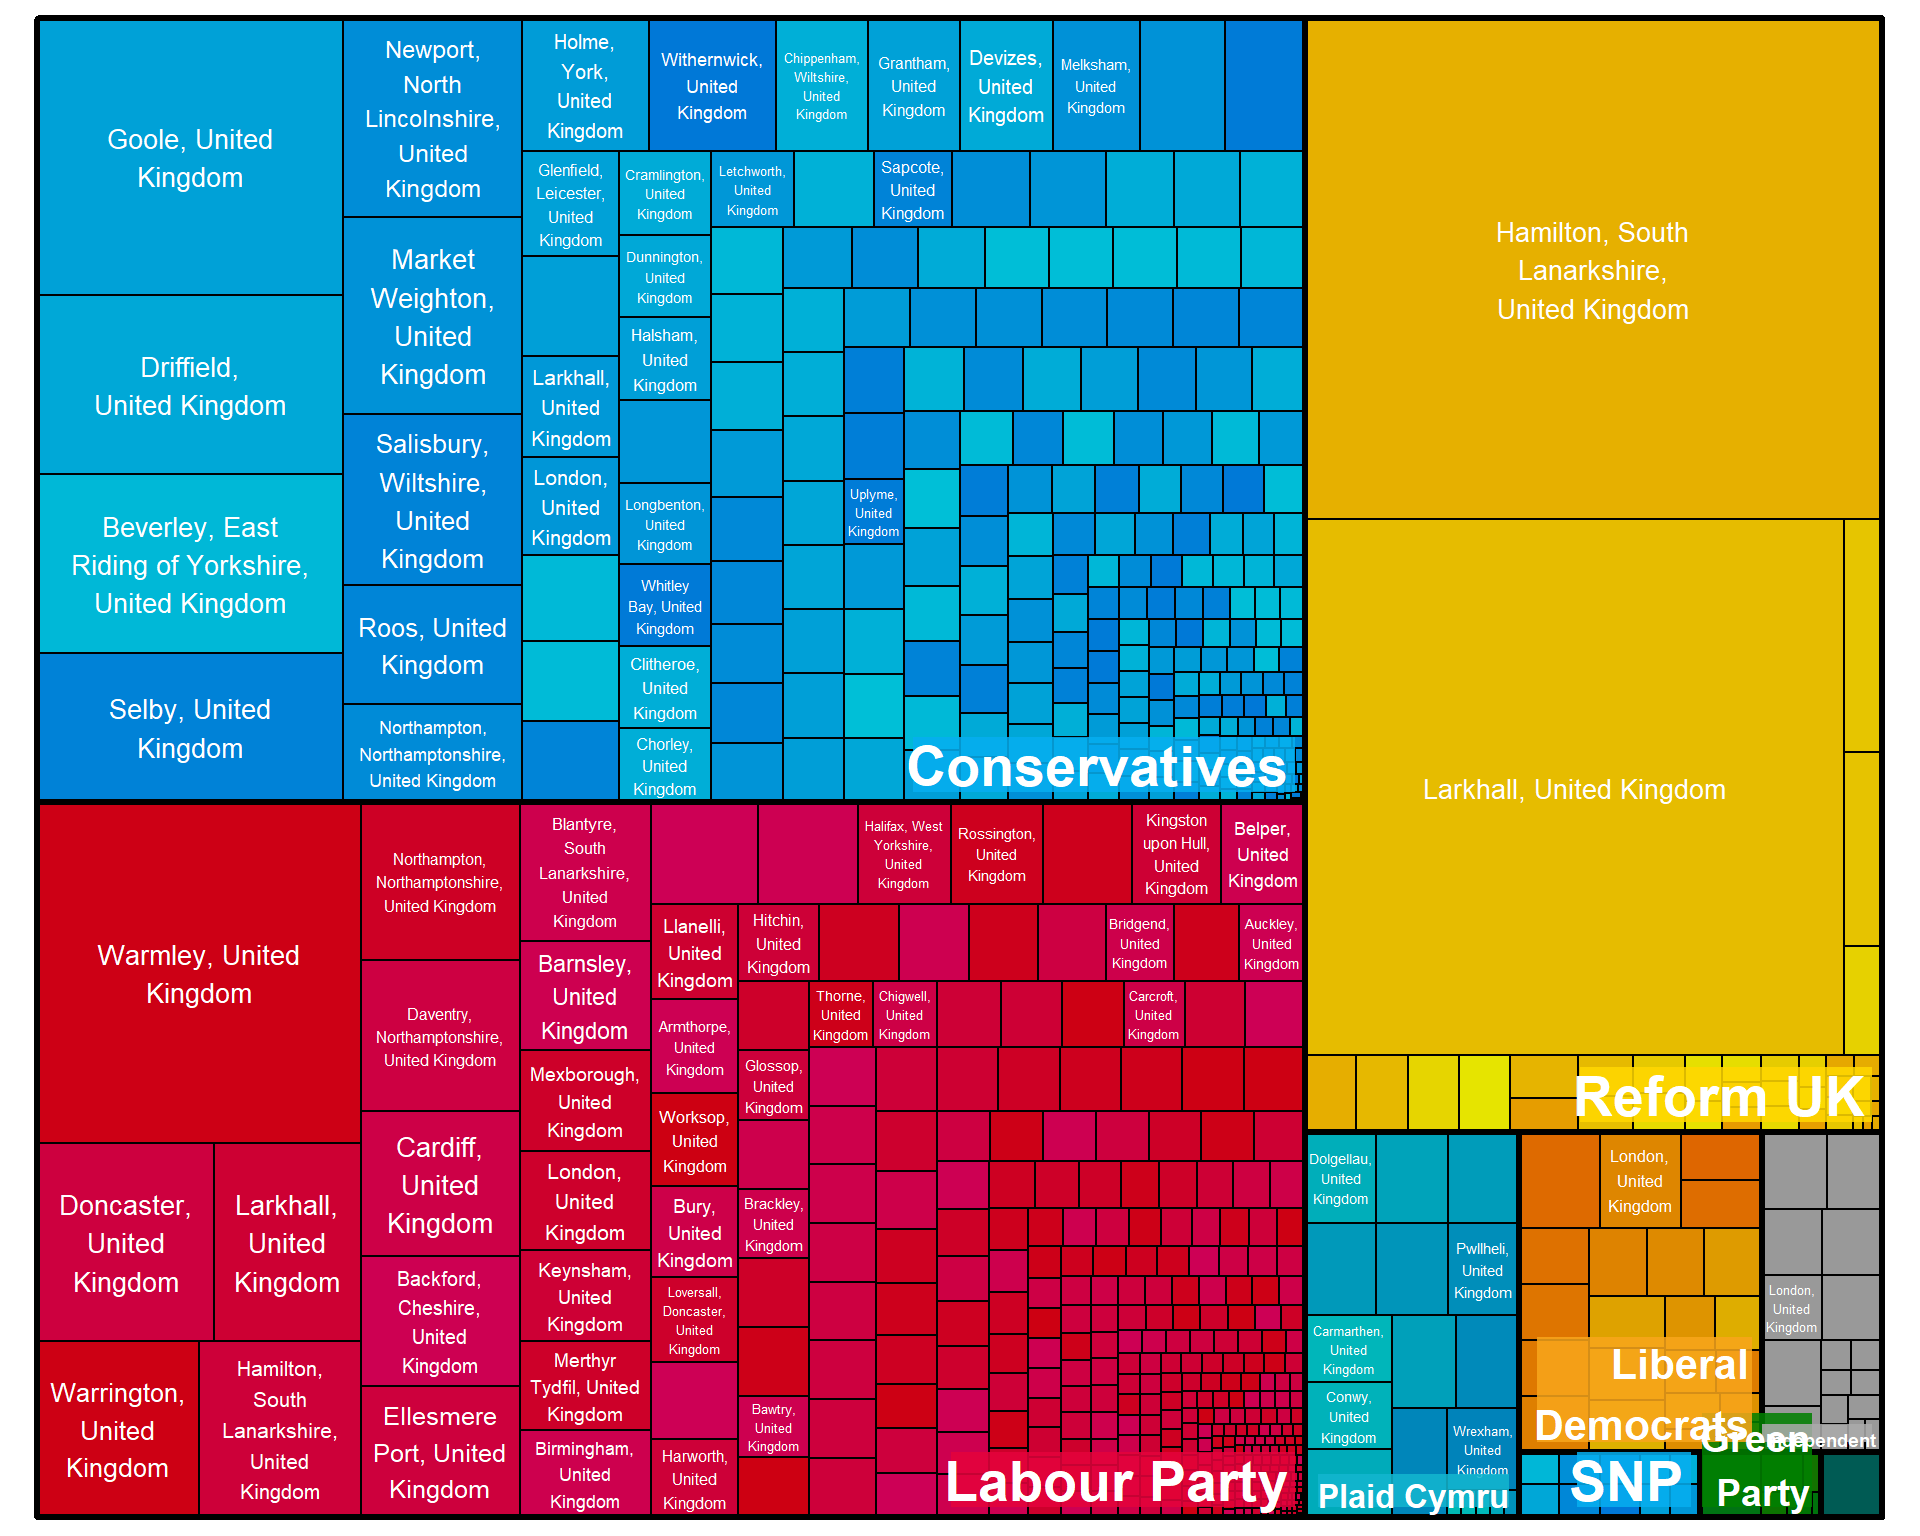 Goole, United
Kingdom
Driffield,
United Kingdom
Beverley, East
Riding of Yorkshire,
United Kingdom
Selby, United
Kingdom
Newport,
North
Lincolnshire,
United
Kingdom
Market
Weighton,
United
Kingdom
Salisbury,
Wiltshire,
United
Kingdom
Roos, United
Kingdom
Northampton,
Northamptonshire,
United Kingdom
Holme,
York,
United
Kingdom
Withernwick,
United
Kingdom
Chippenham,
Wiltshire,
United
Kingdom
Grantham,
United
Kingdom
Devizes,
United
Kingdom
Melksham,
United
Kingdom
Glenfield,
Leicester,
United
Kingdom
Larkhall,
United
Kingdom
London,
United
Kingdom
Cramlington,
United
Kingdom
Dunnington,
United
Kingdom
Halsham,
United
Kingdom
Longbenton,
United
Kingdom
Whitley
Bay, United
Kingdom
Clitheroe,
United
Kingdom
Chorley,
United
Kingdom
Letchworth,
United
Kingdom
Sapcote,
United
Kingdom
Uplyme,
United
Kingdom
Conservatives
Warmley, United
Kingdom
Doncaster,
United
Kingdom
Larkhall,
United
Kingdom
Warrington,
United
Kingdom
Hamilton,
South
Lanarkshire,
United
Kingdom
Northampton,
Northamptonshire,
United Kingdom
Daventry,
Northamptonshire,
United Kingdom
Cardiff,
United
Kingdom
Backford,
Cheshire,
United
Kingdom
Ellesmere
Port, United
Kingdom
Blantyre,
South
Lanarkshire,
United
Kingdom
Barnsley,
United
Kingdom
Mexborough,
United
Kingdom
London,
United
Kingdom
Keynsham,
United
Kingdom
Merthyr
Tydfil, United
Kingdom
Birmingham,
United
Kingdom
Halifax, West
Yorkshire,
United
Kingdom
Rossington,
United
Kingdom
Kingston
upon Hull,
United
Kingdom
Belper,
United
Kingdom
Llanelli,
United
Kingdom
Armthorpe,
United
Kingdom
Worksop,
United
Kingdom
Bury,
United
Kingdom
Loversall,
Doncaster,
United
Kingdom
Harworth,
United
Kingdom
Hitchin,
United
Kingdom
Bridgend,
United
Kingdom
Auckley,
United
Kingdom
Thorne,
United
Kingdom
Chigwell,
United
Kingdom
Carcroft,
United
Kingdom
Glossop,
United
Kingdom
Brackley,
United
Kingdom
Bawtry,
United
Kingdom
Labour Party
Hamilton, South
Lanarkshire,
United Kingdom
Larkhall, United Kingdom
Reform UK
Dolgellau,
United
Kingdom
Pwllheli,
United
Kingdom
Carmarthen,
United
Kingdom
Conwy,
United
Kingdom
Wrexham,
United
Kingdom
Plaid Cymru
London,
United
Kingdom
Liberal
Democrats
London,
United
Kingdom
Independent
SNP
Green
Party